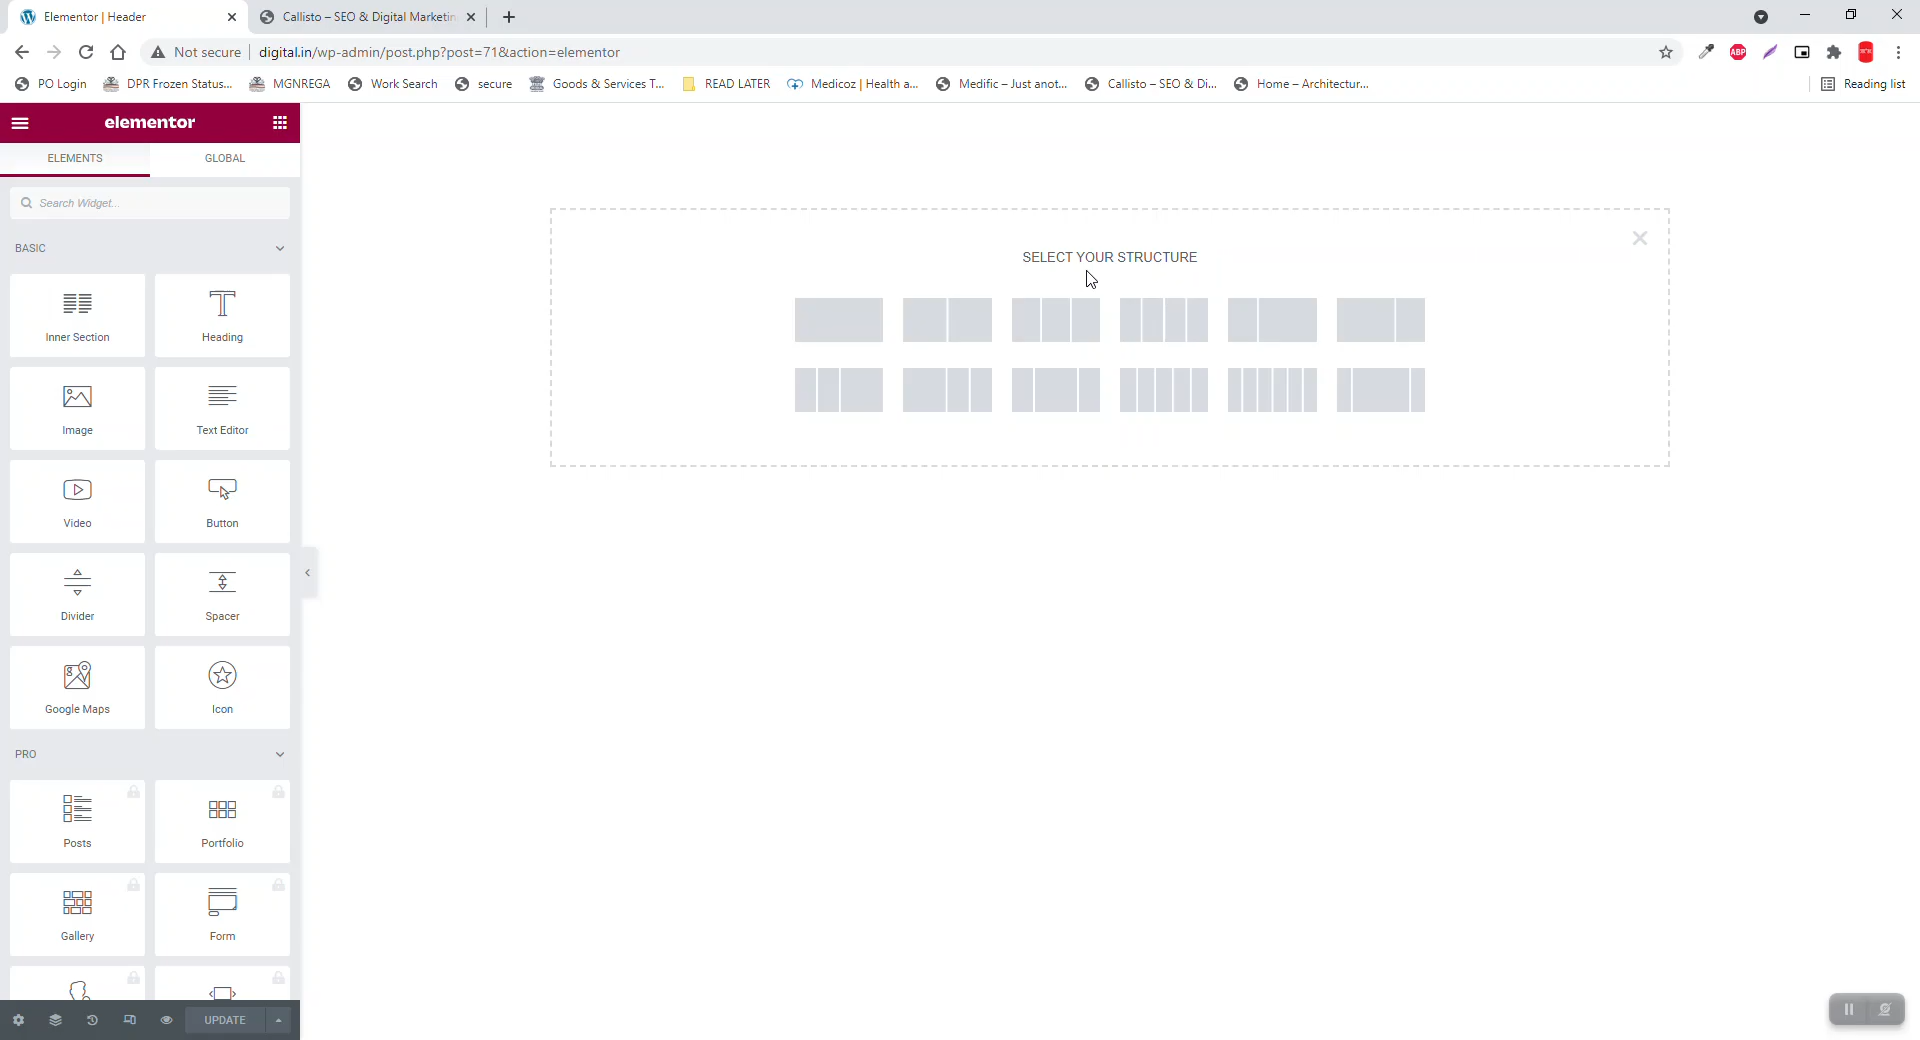 Elementor | Header
Callisto – SEO & Digital Marketin
Not secure
digital.in/wp-admin/post.php?post=71&action=elementor
ABP
PO Login
DPR Frozen Status...
MGNREGA
Work Search
secure
Goods & Services T...
READ LATER
Medicoz | Health a...
Medific – Just anot...
Callisto – SEO & Di...
Home – Architectur...
Reading list
elementor
ELEMENTS
GLOBAL
Search Widget...
BASIC
SELECT YOUR STRUCTURE
Inner Section
Heading
Image
Text Editor
Video
Button
Divider
Spacer
Google Maps
Icon
PRO
Posts
Portfolio
Gallery
Form
UPDATE